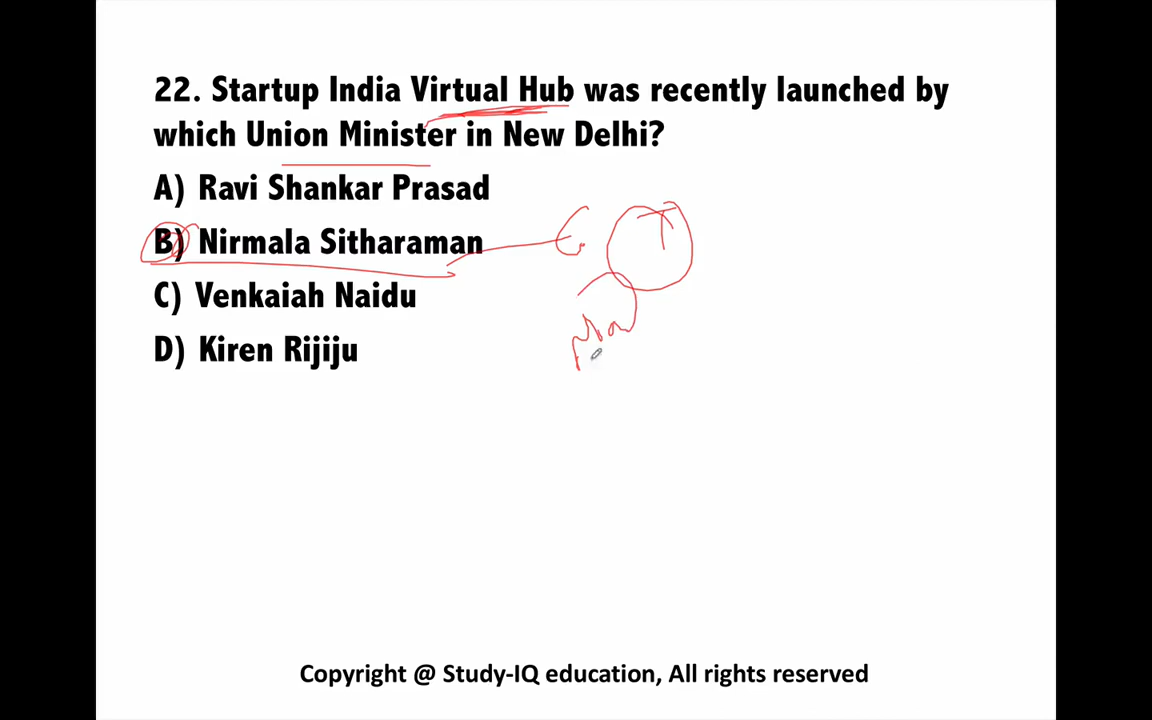 22. Startup India Virtual Hub was recently launched by
which Union Minister in New Delhi?
A) Ravi Shankar Prasad
B) Nirmala Sitharaman
C) Venkaiah Naidu
D) Kiren Rijiju
Copyright @ Study-IQ education, All rights reserved